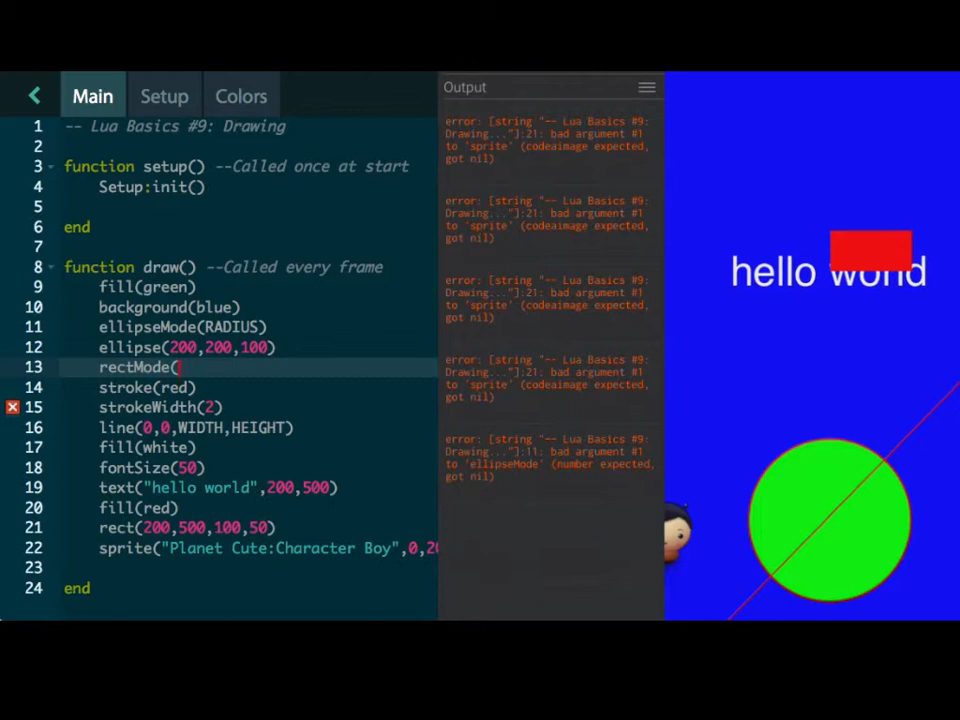 Main Setup Colors
1 -- Lua Basics #9: Drawing
2
3 function setup() --Called once at start
4 Setup:init()
5
6 end
7
8 function draw() --Called every frame
9 fill(green)
10 background(blue)
11 ellipseMode(RADIUS)
12 ellipse(200,200,100)
13 rectMode(
14 stroke(red)
15 strokeWidth(2)
16 line(0,0,WIDTH,HEIGHT)
17 fill(white)
18 fontSize(50)
19 text("hello world",200,500)
20 fill(red)
21 rect(200,500,100,50)
22 sprite("Planet Cute:Character Boy",0,20
23
24 end
Output
error: [string "-- Lua Basics #9:
Drawing..."]:21: bad argument #1
to 'sprite' (codeaimage expected,
got nil)
error: [string "-- Lua Basics #9:
Drawing..."]:21: bad argument #1
to 'sprite' (codeaimage expected,
got nil)
error: [string "-- Lua Basics #9:
Drawing..."]:21: bad argument #1
to 'sprite' (codeaimage expected,
got nil)
error: [string "-- Lua Basics #9:
Drawing..."]:21: bad argument #1
to 'sprite' (codeaimage expected,
got nil)
error: [string "-- Lua Basics #9:
Drawing..."]:11: bad argument #1
to 'ellipseMode' (number expected,
got nil)
hello world